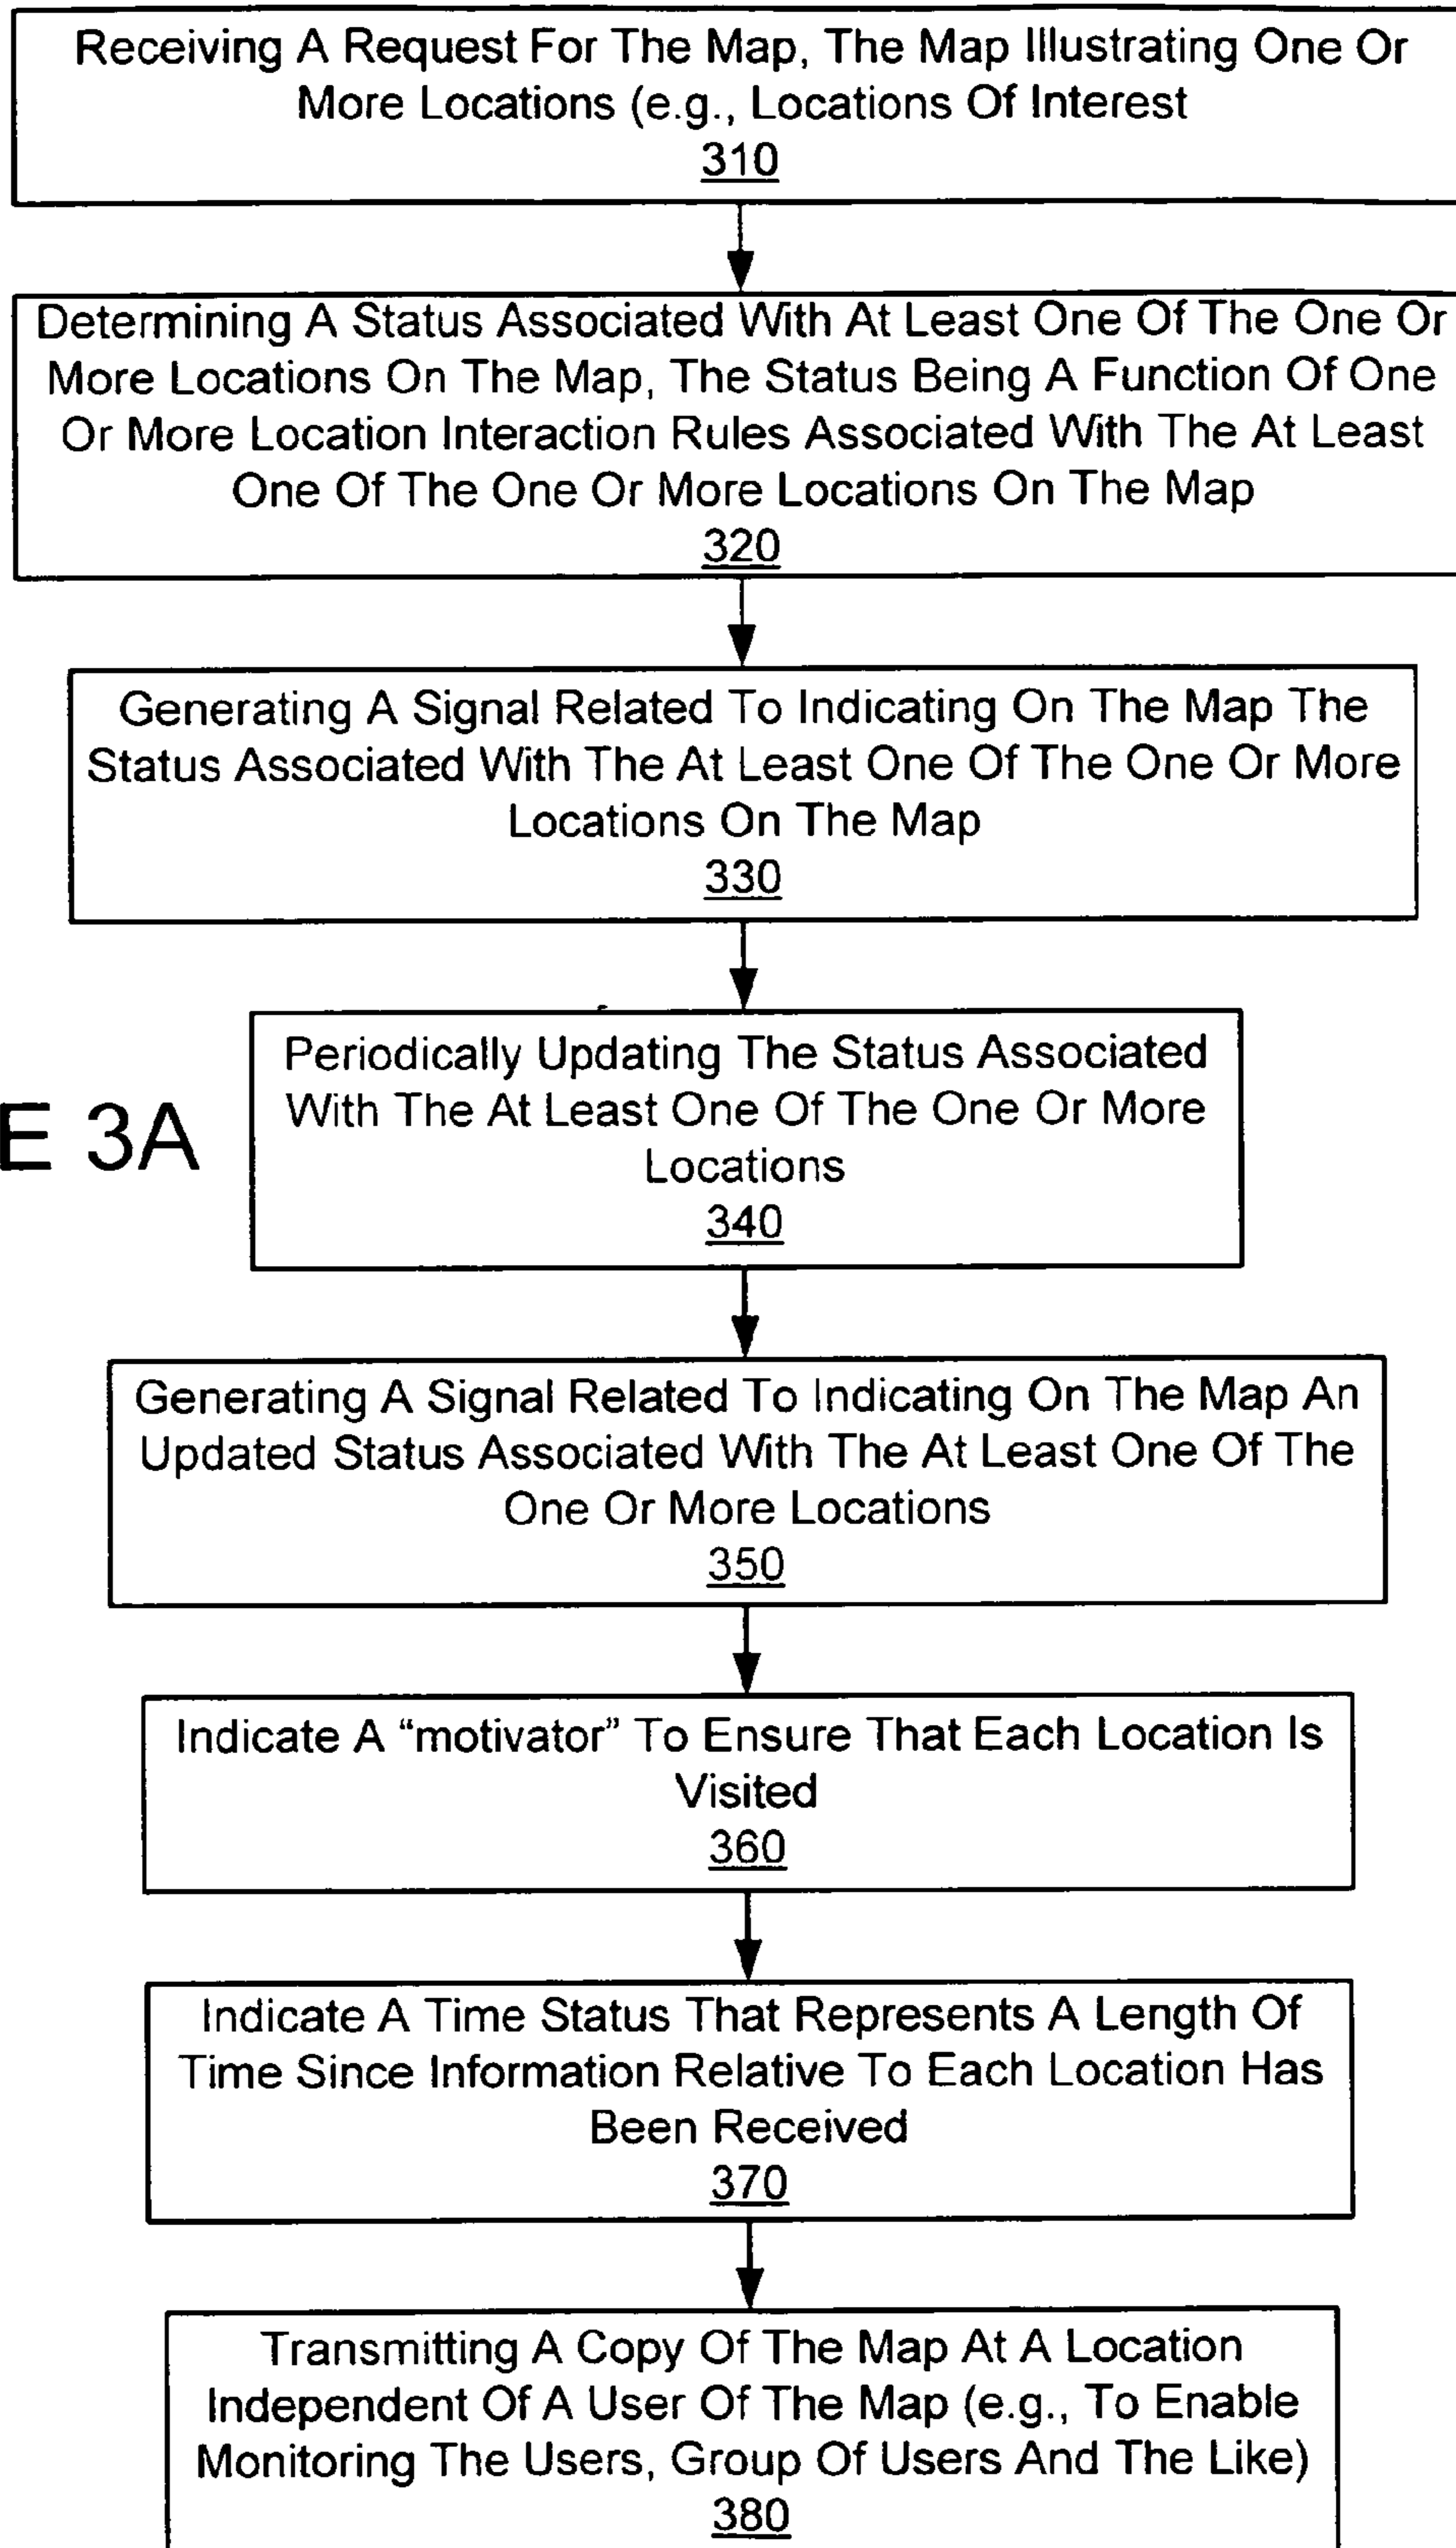 Receiving A Request For The Map, The Map Illustrating One Or
More Locations (e.g., Locations Of Interest
310
Determining A Status Associated With At Least One Of The One Or
More Locations On The Map, The Status Being A Function Of One
Or More Location Interaction Rules Associated With The At Least
One Of The One Or More Locations On The Map
320
Generating A Signal Related To Indicating On The Map The
Status Associated With The At Least One Of The One Or More
Locations On The Map
330
Periodically Updating The Status Associated
With The At Least One Of The One Or More
Locations
340
E 3A
Generating A Signal Related To Indicating On The Map An
Updated Status Associated With The At Least One Of The
One Or More Locations
350
Indicate A “motivator” To Ensure That Each Location Is
Visited
360
Indicate A Time Status That Represents A Length Of
Time Since Information Relative To Each Location Has
Been Received
370
Transmitting A Copy Of The Map At A Location
Independent Of A User Of The Map (e.g., To Enable
Monitoring The Users, Group Of Users And The Like)
380